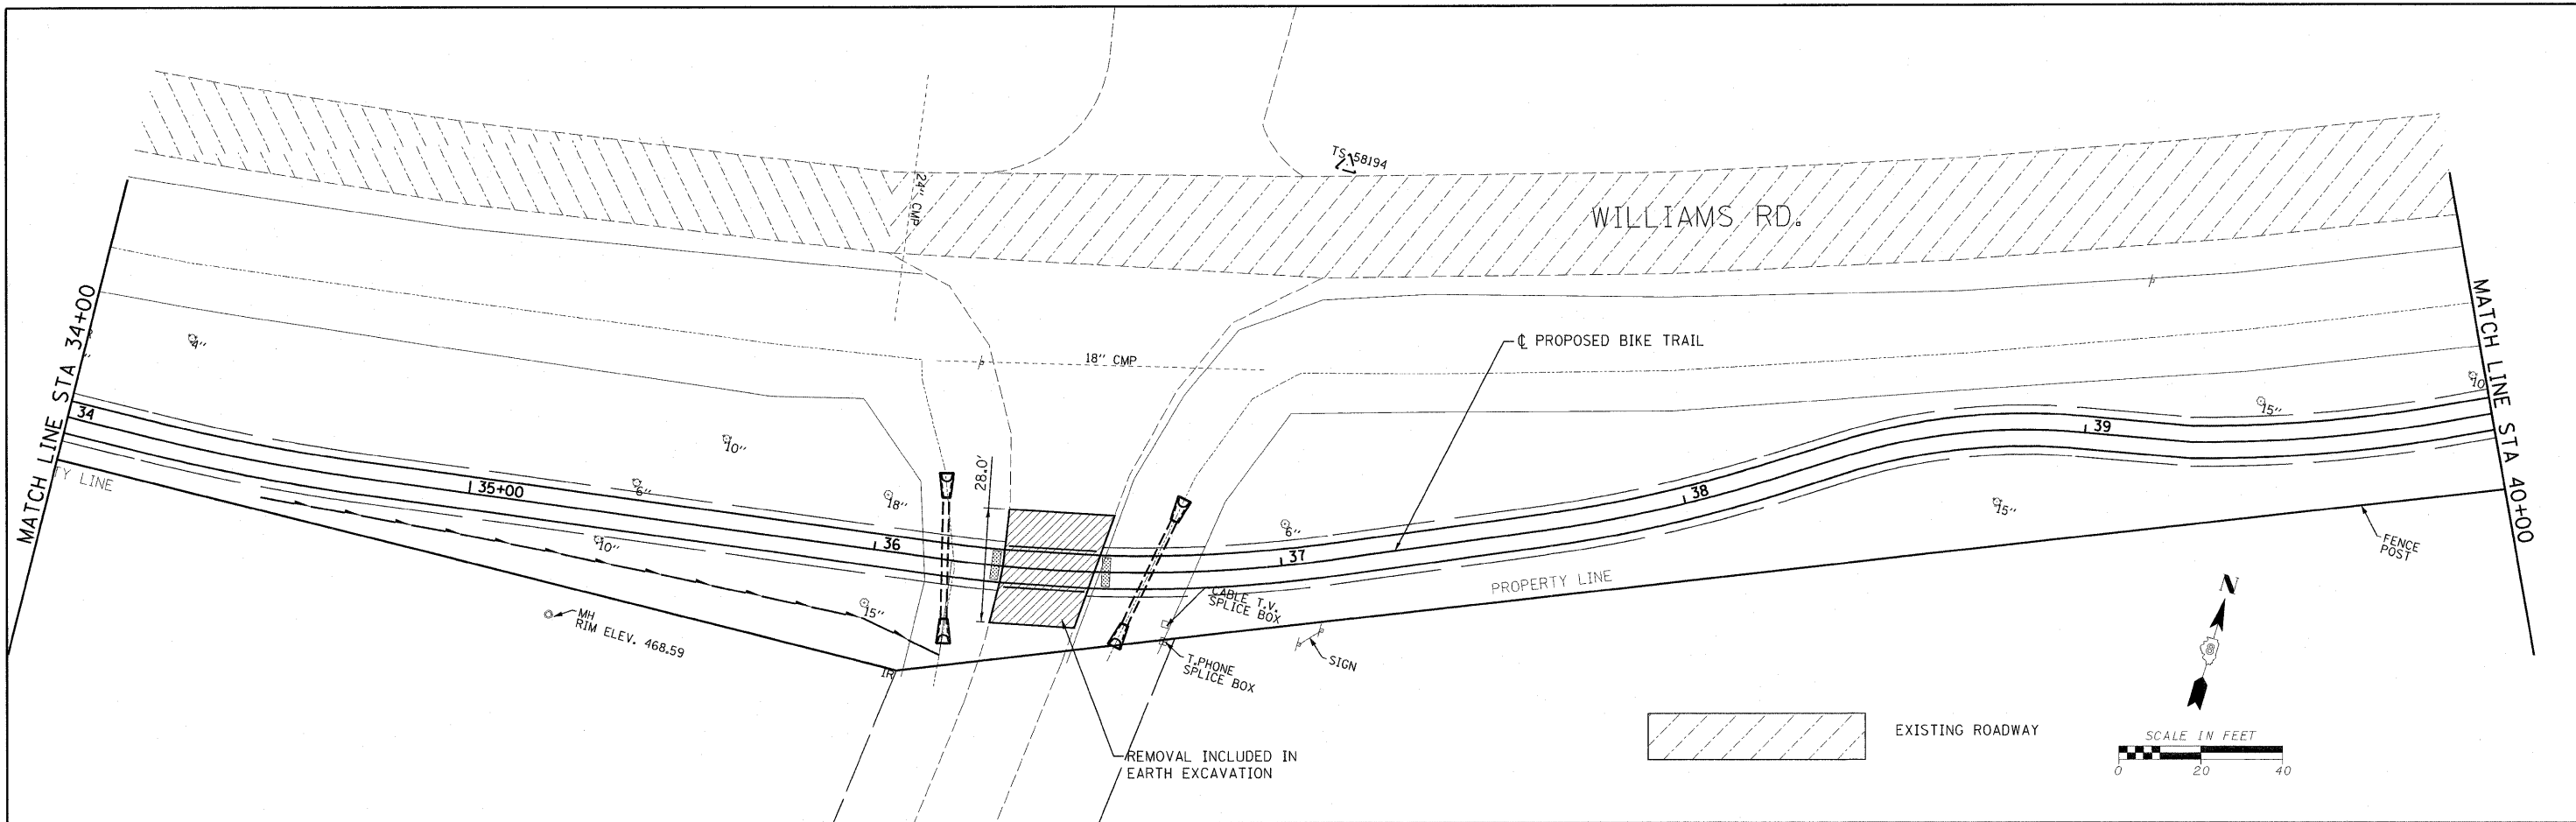 TS 58194
24" CMP
WILLIAMS RD.
MATCH LINE STA 34+00
MATCH LINE STA 40+00
4"
18" CMP
℄ PROPOSED BIKE TRAIL
10
15"
34
39
10"
TY LINE
35+00
6"
18"
28.0'
38
15"
6"
FENCE
POST
36
37
10"
PROPERTY LINE
CABLE T.V.
SPLICE BOX
15"
MH
RIM ELEV. 468.59
SIGN
T.PHONE
SPLICE BOX
IR
N
REMOVAL INCLUDED IN
EARTH EXCAVATION
EXISTING ROADWAY
SCALE IN FEET
0 20 40